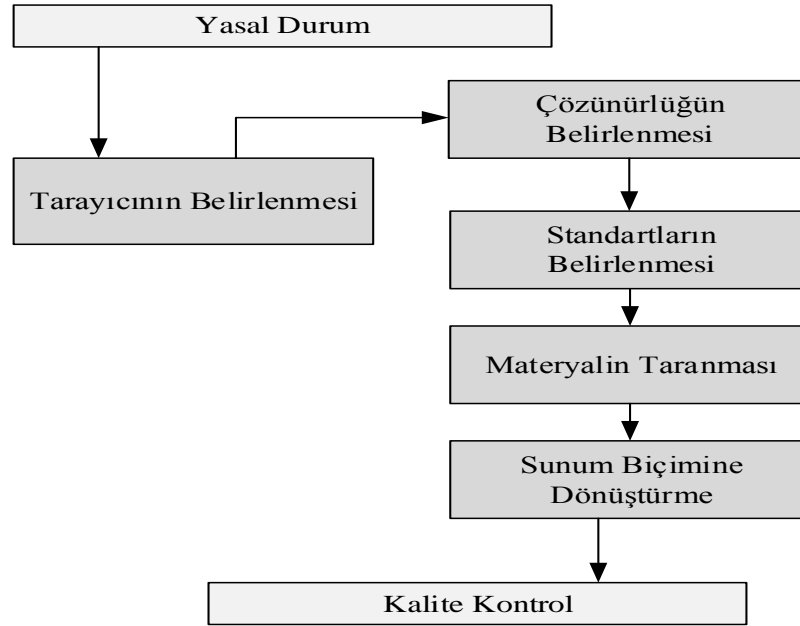 Yasal Durum
Tarayıcının Belirlenmesi
Çözünürlüğün
Belirlenmesi
Standartların
Belirlenmesi
Materyalin Taranması
Sunum Biçimine
Dönüştürme
Kalite Kontrol